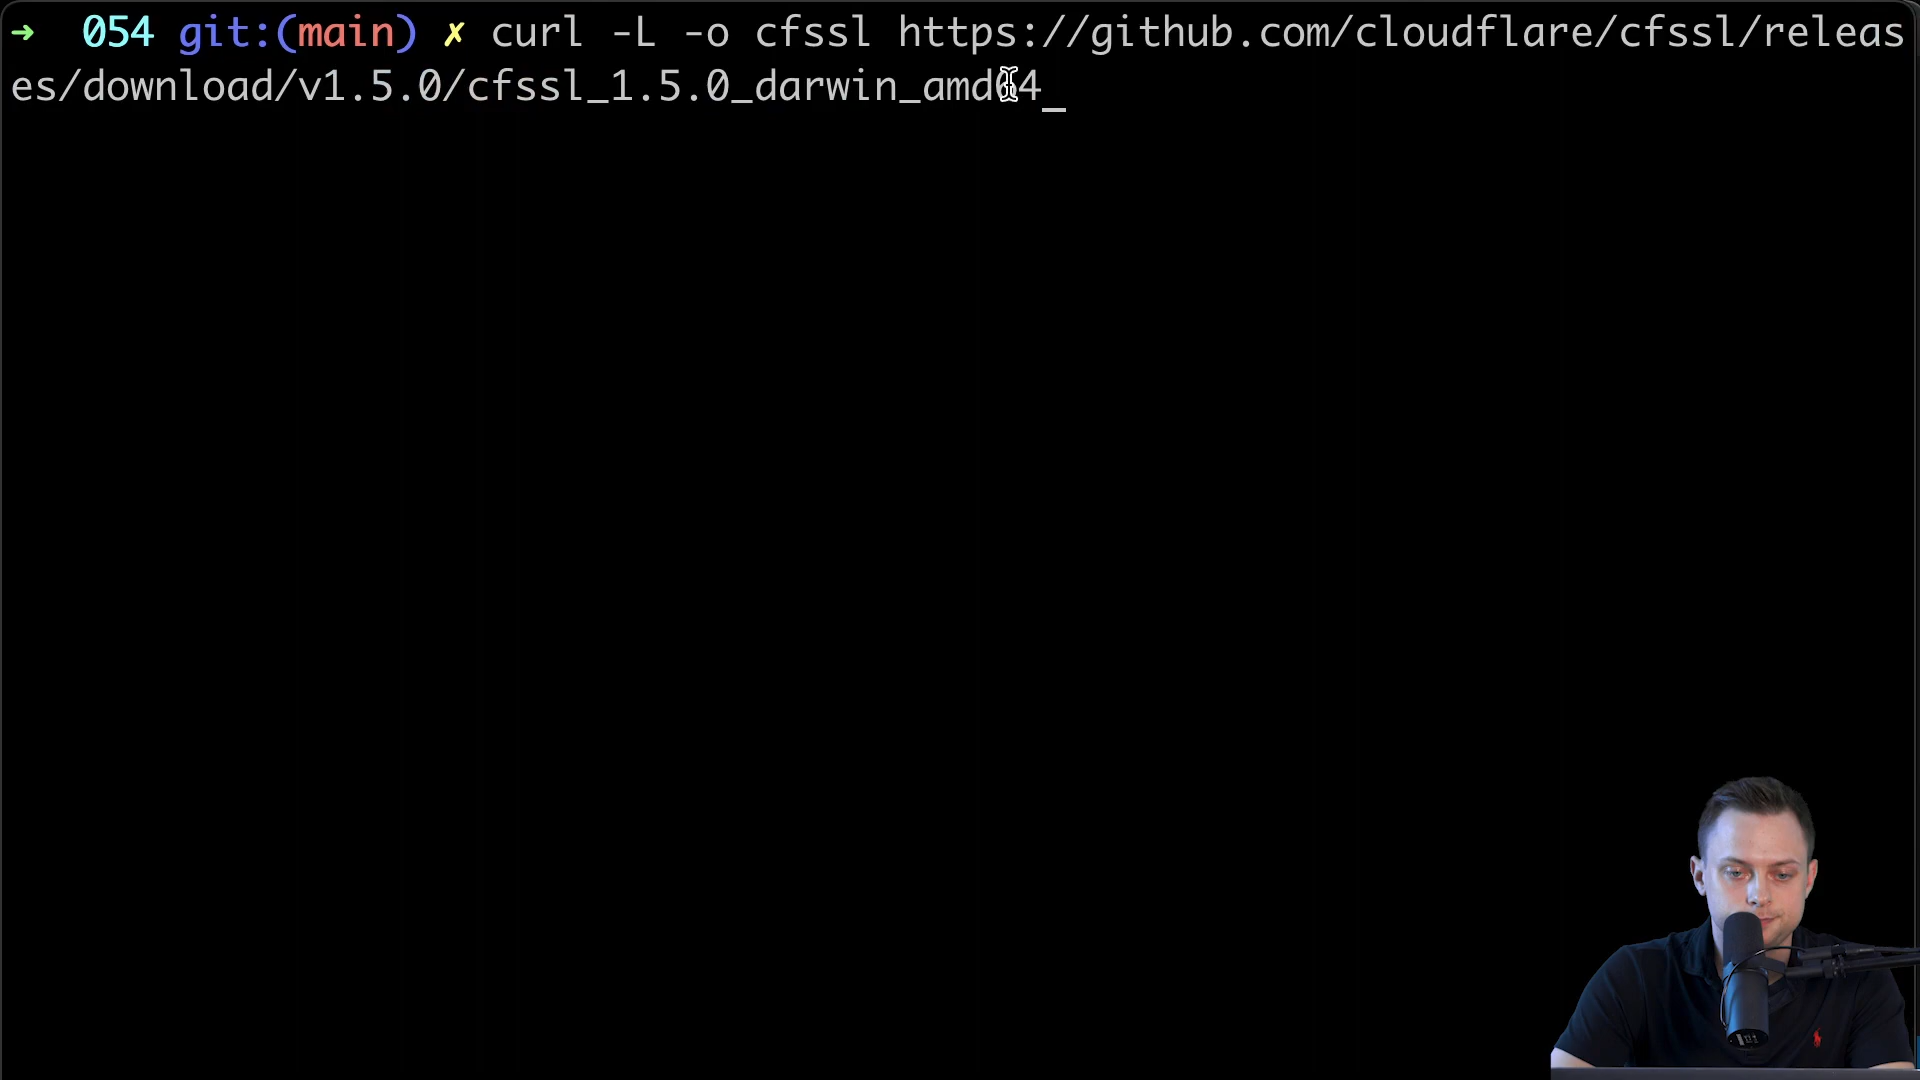 → 054 git:(main) ✗ curl -L -o cfssl https://github.com/cloudflare/cfssl/releas
es/download/v1.5.0/cfssl_1.5.0_darwin_amd64_